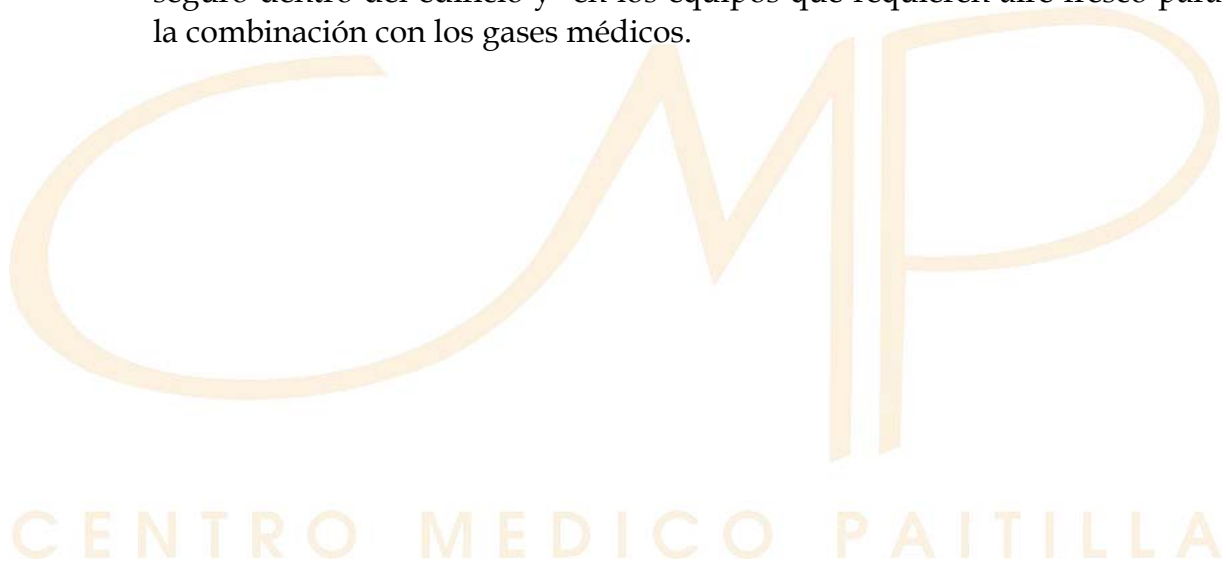 seguro dentro del edificio y en los equipos que requieren aire fresco para
la combinación con los gases médicos.
CMP
CENTRO MEDICO PAITILLA